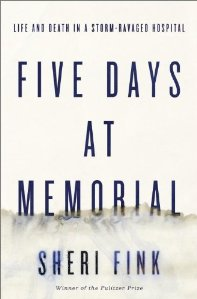 LIFE AND DEATH IN A STORM-RAVAGED HOSPITAL
FIVE DAYS
AT
MEMORIAL
SHERI FINK
Winner of the Pulitzer Prize